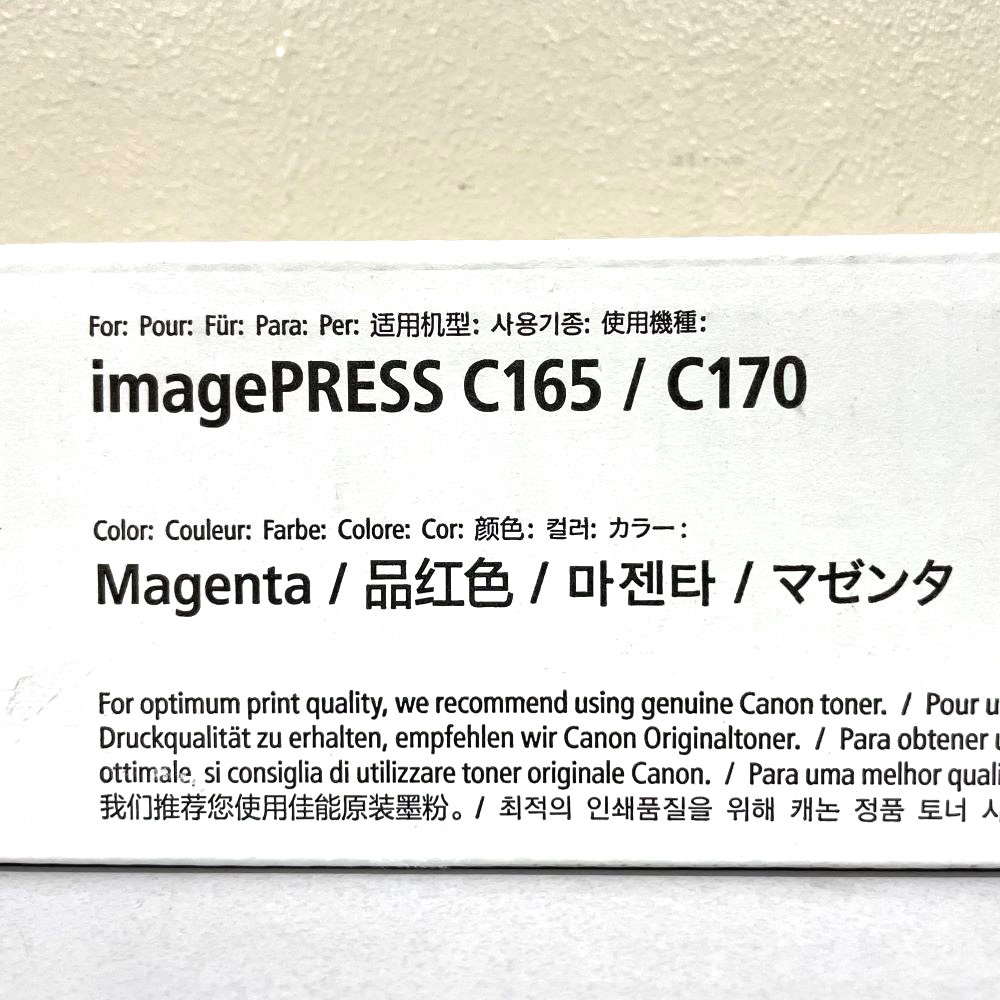 For: Pour: Für: Para: Per: 适用机型: 사용기종: 使用機種:
imagePRESS C165 / C170
Color: Couleur: Farbe: Colore: Cor: 颜色: 컬러: カラー:
Magenta / 品红色 / 마젠타 / マゼンタ
For optimum print quality, we recommend using genuine Canon toner. / Pour u
Druckqualität zu erhalten, empfehlen wir Canon Originaltoner. / Para obtener
ottimale, si consiglia di utilizzare toner originale Canon. / Para uma melhor quali
我们推荐您使用佳能原装墨粉。/ 최적의 인쇄품질을 위해 캐논 정품 토너